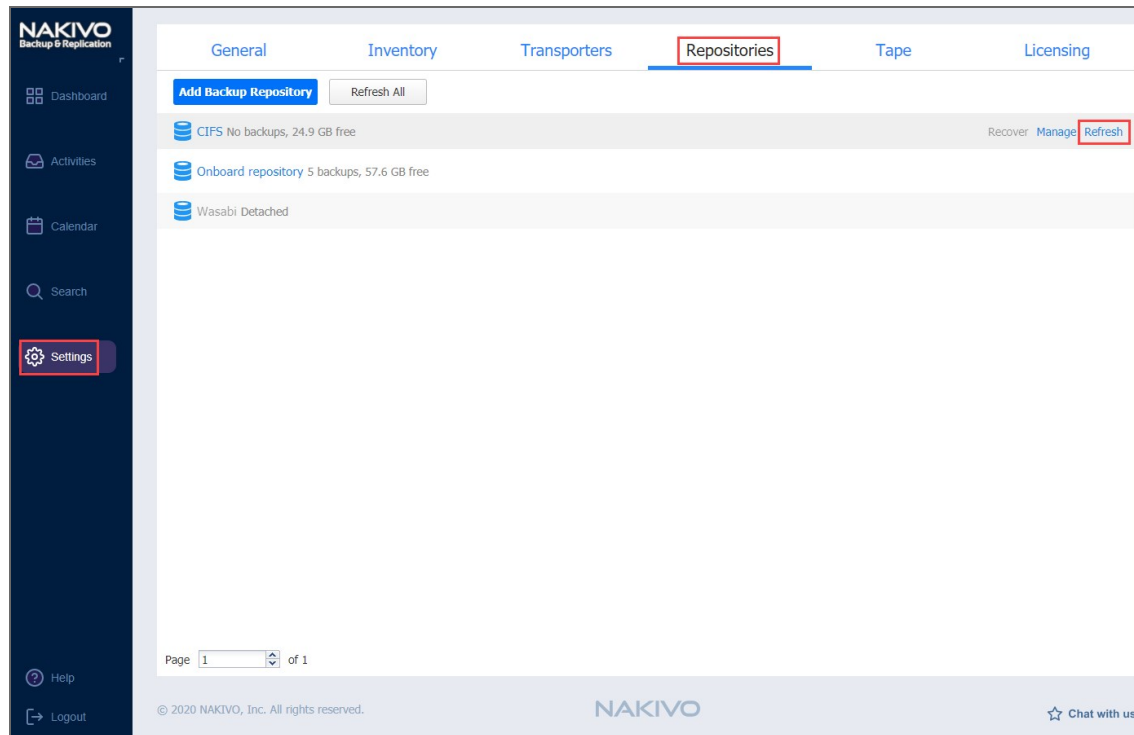 NAKIVO
Backup & Replication
General Inventory Transporters Repositories Tape Licensing
Dashboard
Add Backup Repository Refresh All
CIFS No backups, 24.9 GB free Recover Manage Refresh
Activities
Onboard repository 5 backups, 57.6 GB free
Wasabi Detached
Calendar
Search
Settings
Page 1 of 1
Help
Logout
© 2020 NAKIVO, Inc. All rights reserved. NAKIVO Chat with us